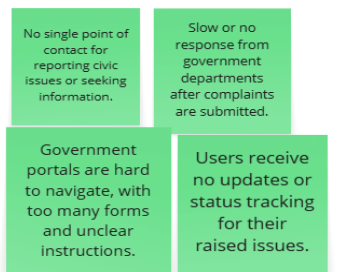 No single point of
contact for
reporting civic
issues or seeking
information.
Slow or no
response from
government
departments
after complaints
are submitted.
Government
portals are hard
to navigate, with
too many forms
and unclear
instructions.
Users receive
no updates or
status tracking
for their
raised issues.